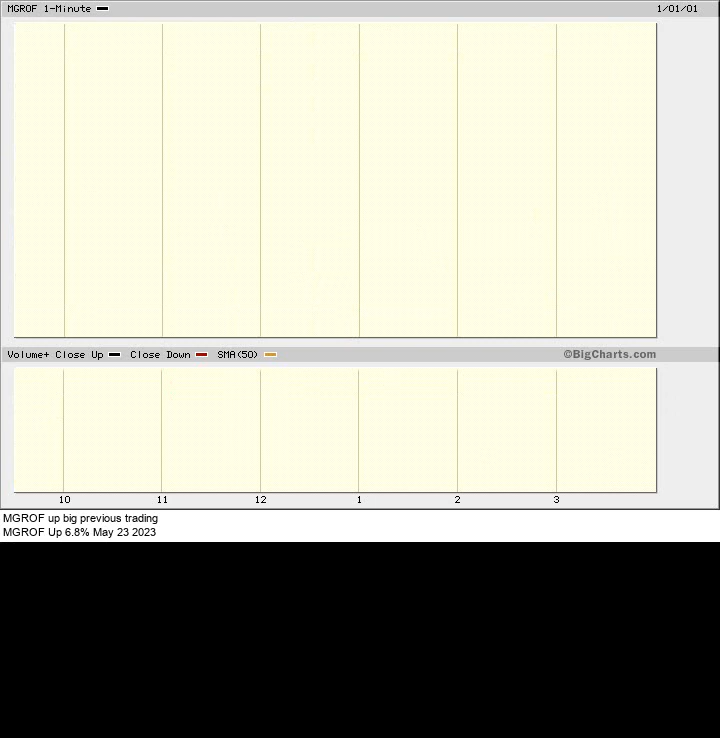 MGROF 1-Minute 1/01/01
Volume+ Close Up Close Down SMA(50) ©BigCharts.com
10 11 12 1 2 3
MGROF up big previous trading
MGROF Up 6.8% May 23 2023